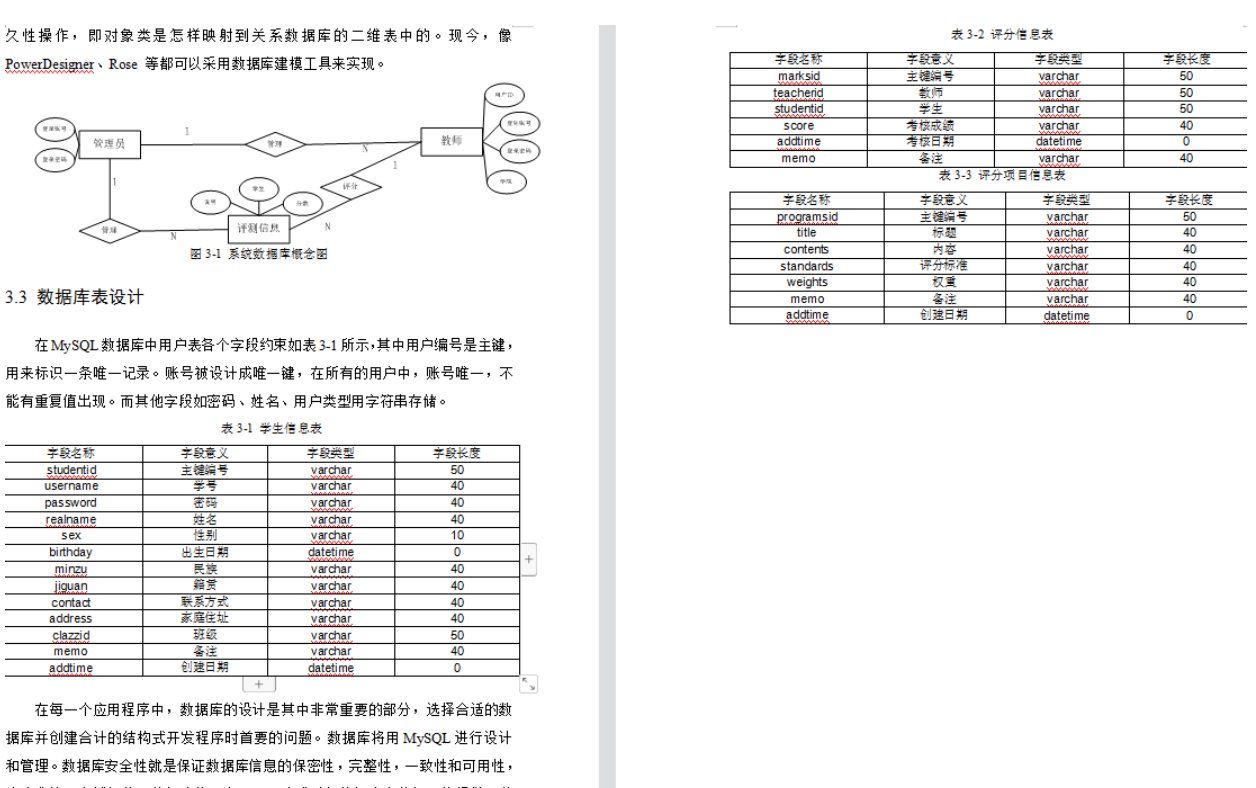 久性操作，即对象类是怎样映射到关系数据库的二维表中的。现今，像
PowerDesigner、Rose 等都可以采用数据库建模工具来实现。
登录账号
登录密码
管理员
1
管理
N
教师
用户ID
登录账号
登录密码
1
评分
N
1
管理
N
评测信息
学生
分数
图 3-1 系统数据库概念图
3.3 数据库表设计
在 MySQL 数据库中用户表各个字段约束如表 3-1 所示，其中用户编号是主键，
用来标识一条唯一记录。账号被设计成唯一键，在所有的用户中，账号唯一，不
能有重复值出现。而其他字段如密码、姓名、用户类型用字符串存储。
表 3-1 学生信息表
字段名称 字段意义 字段类型 字段长度
studentid 主键编号 varchar 50
username 学号 varchar 40
password 密码 varchar 40
realname 姓名 varchar 40
sex 性别 varchar 10
birthday 出生日期 datetime 0
minzu 民族 varchar 40
jiguan 籍贯 varchar 40
contact 联系方式 varchar 40
address 家庭住址 varchar 40
clazzid 班级 varchar 50
memo 备注 varchar 40
addtime 创建日期 datetime 0
在每一个应用程序中，数据库的设计是其中非常重要的部分，选择合适的数
据库并创建合计的结构式开发程序时首要的问题。数据库将用 MySQL 进行设计
和管理。数据库安全性就是保证数据库信息的保密性，完整性，一致性和可用性，
表 3-2 评分信息表
字段名称 字段意义 字段类型 字段长度
marksid 主键编号 varchar 50
teacherid 教师 varchar 50
studentid 学生 varchar 50
score 考核成绩 varchar 40
addtime 考核日期 datetime 0
memo 备注 varchar 40
表 3-3 评分项目信息表
字段名称 字段意义 字段类型 字段长度
programsid 主键编号 varchar 50
title 标题 varchar 40
contents 内容 varchar 40
standards 评分标准 varchar 40
weights 权重 varchar 40
memo 备注 varchar 40
addtime 创建日期 datetime 0